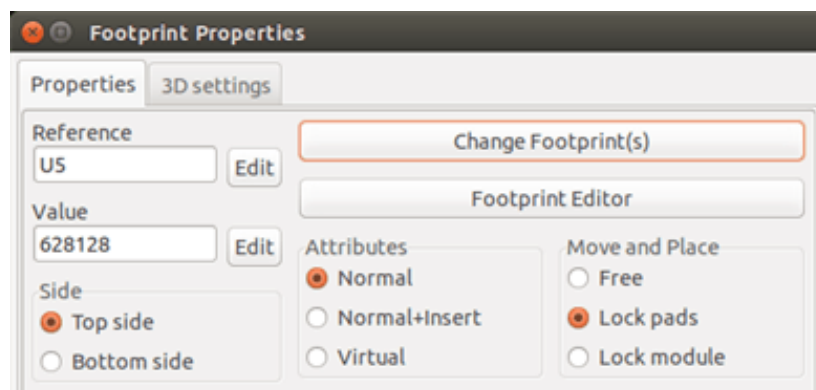 Footprint Properties
Properties 3D settings
Reference
U5 Edit
Value
628128 Edit
Side
Top side
Bottom side
Change Footprint(s)
Footprint Editor
Attributes
Normal
Normal+Insert
Virtual
Move and Place
Free
Lock pads
Lock module